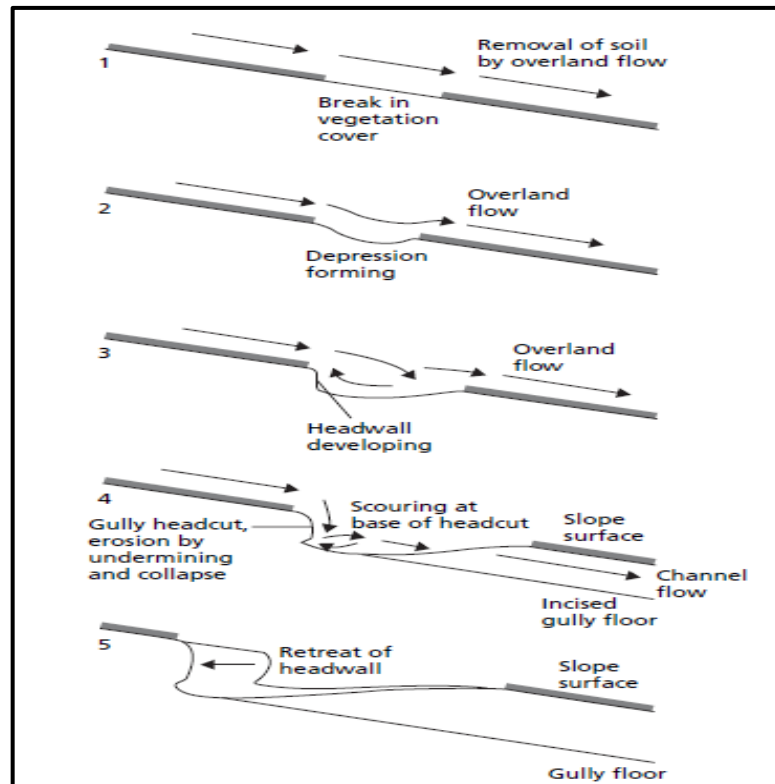 1
Removal of soil
by overland flow
Break in
vegetation
cover
2
Overland
flow
Depression
forming
3
Overland
flow
Headwall
developing
4
Gully headcut,
erosion by
undermining
and collapse
Scouring at
base of headcut
Slope
surface
Channel
flow
Incised
gully floor
5
Retreat of
headwall
Slope
surface
Gully floor